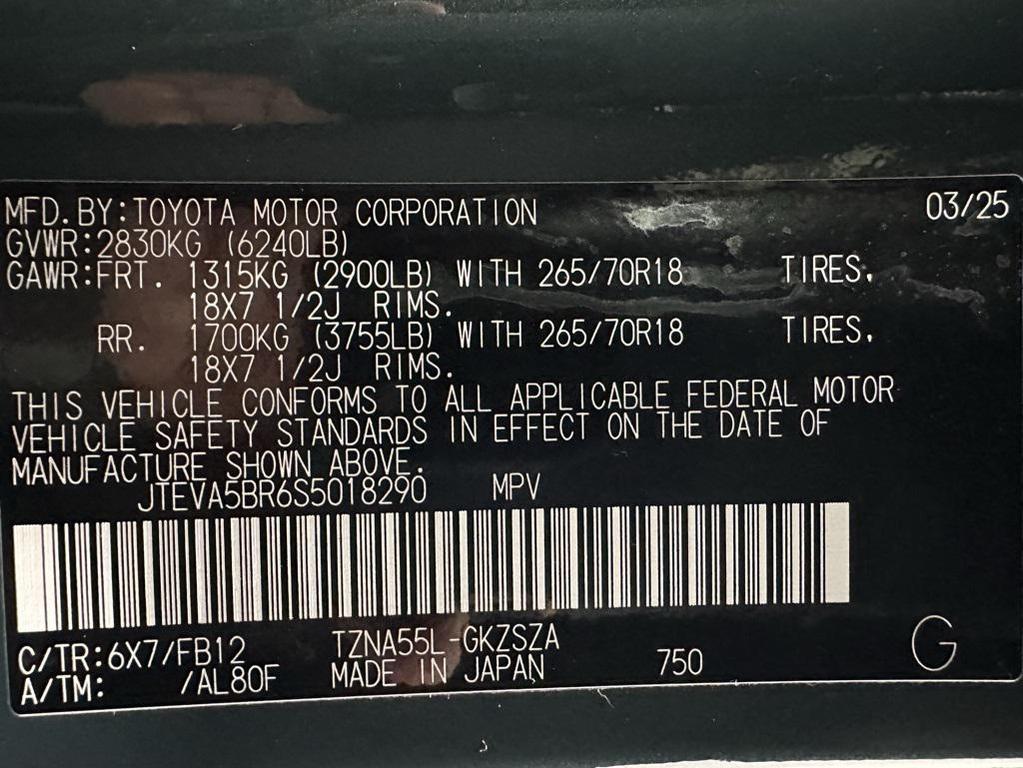 MFD. BY: TOYOTA MOTOR CORPORATION 03/25
GVWR: 2830KG (6240LB)
GAWR: FRT. 1315KG (2900LB) WITH 265/70R18 TIRES,
18X7 1/2J RIMS.
RR. 1700KG (3755LB) WITH 265/70R18 TIRES,
18X7 1/2J RIMS.
THIS VEHICLE CONFORMS TO ALL APPLICABLE FEDERAL MOTOR
VEHICLE SAFETY STANDARDS IN EFFECT ON THE DATE OF
MANUFACTURE SHOWN ABOVE.
JTEVA5BR6S5018290 MPV
C/TR: 6X7/FB12 TZNA55L-GKZSZA
A/TM: /AL80F MADE IN JAPAN 750 G